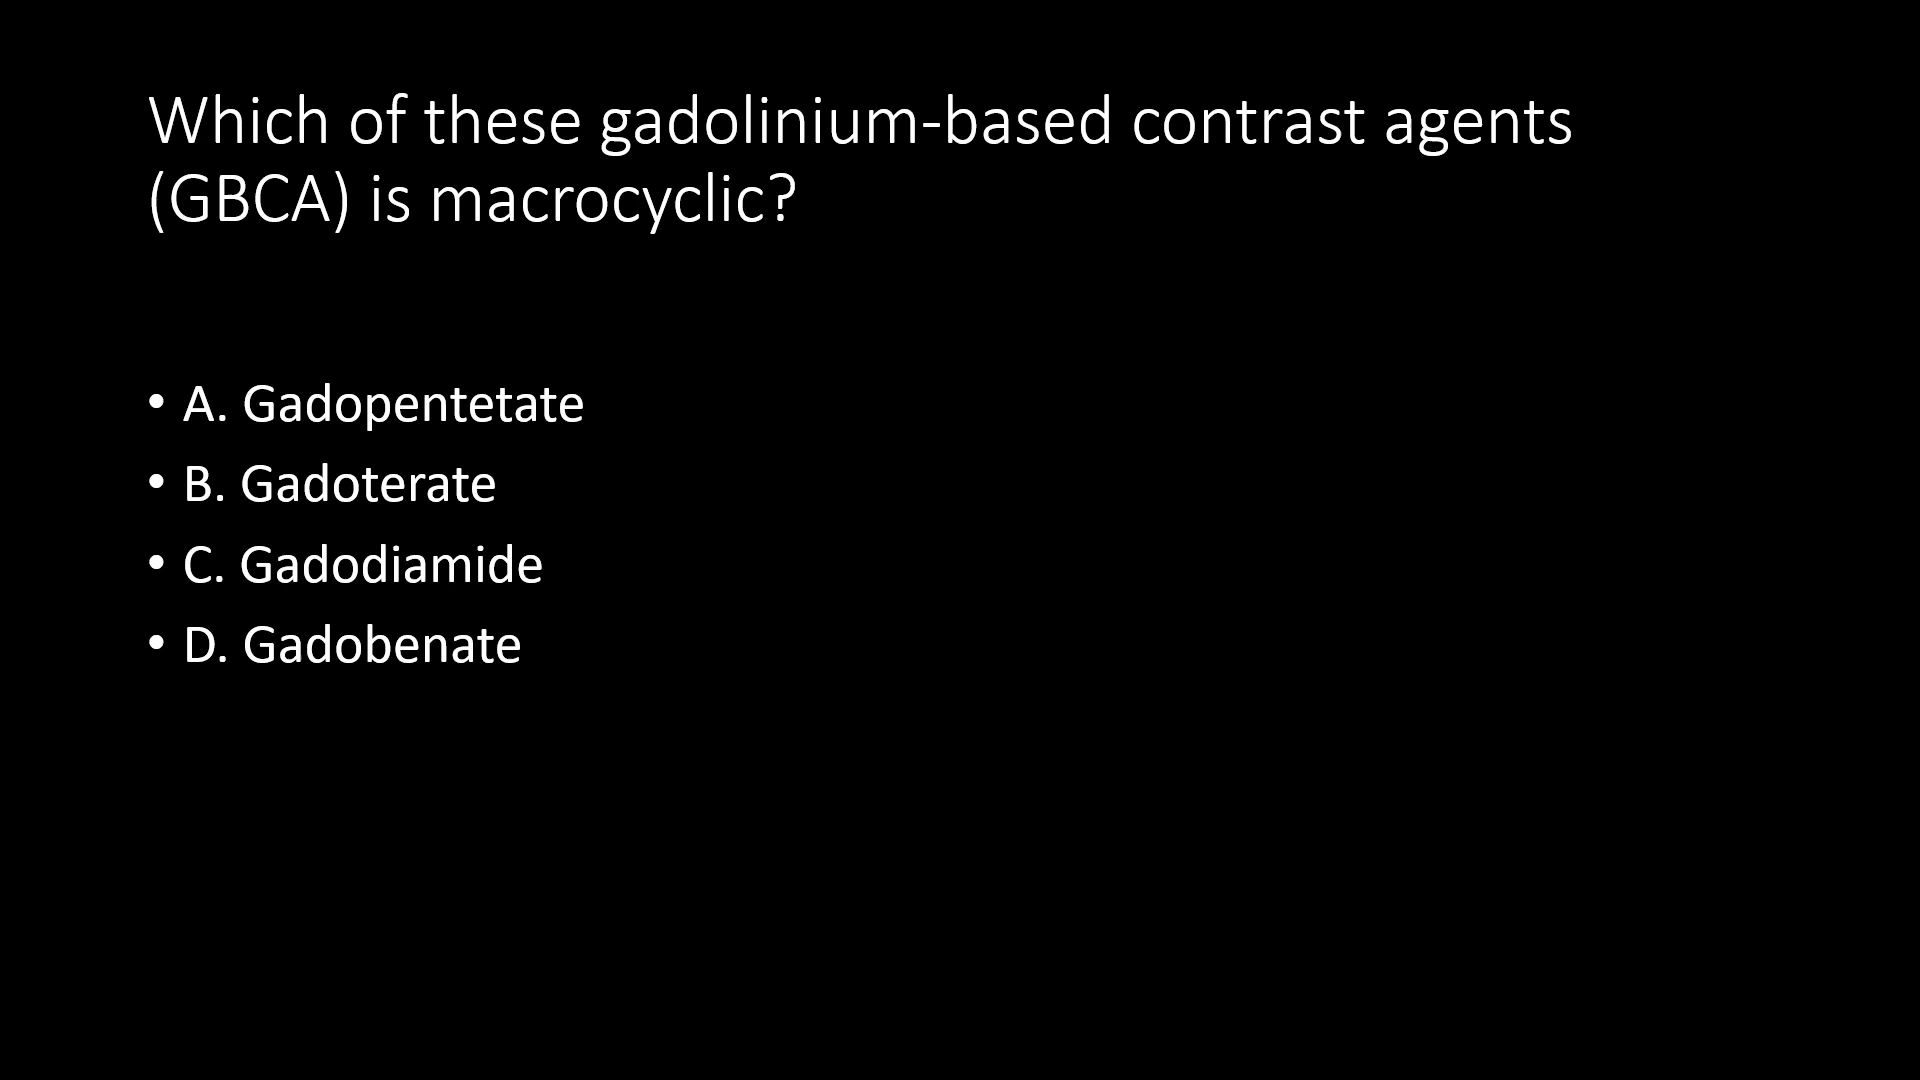 Which of these gadolinium-based contrast agents
(GBCA) is macrocyclic?
• A. Gadopentetate
• B. Gadoterate
• C. Gadodiamide
• D. Gadobenate